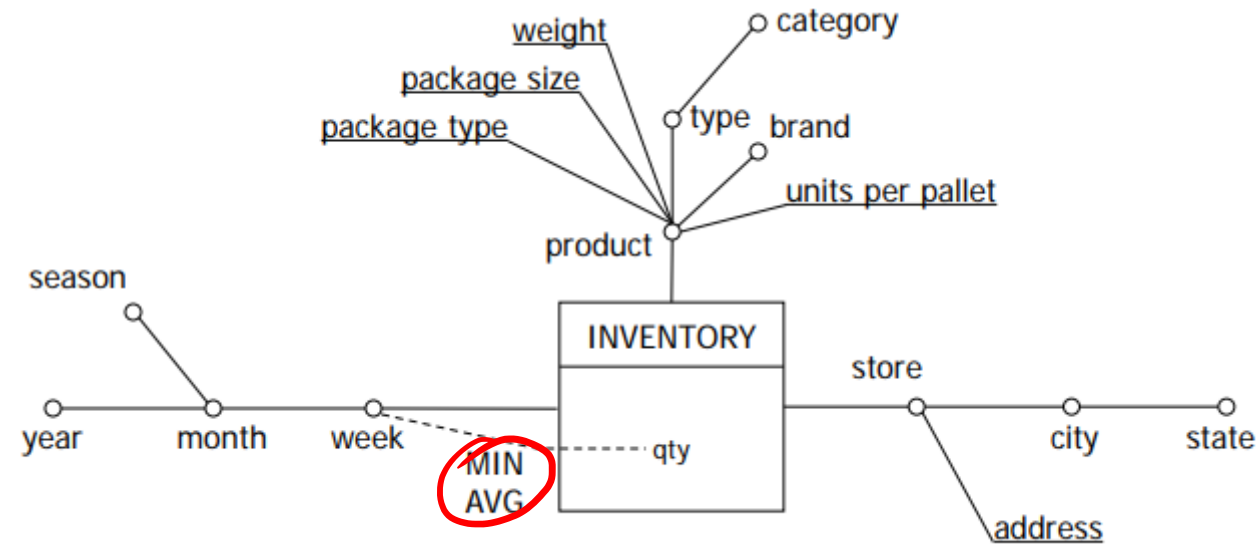 category
weight
package size
type
brand
package type
units per pallet
product
season
INVENTORY
store
year
month
week
qty
city
state
MIN
AVG
address